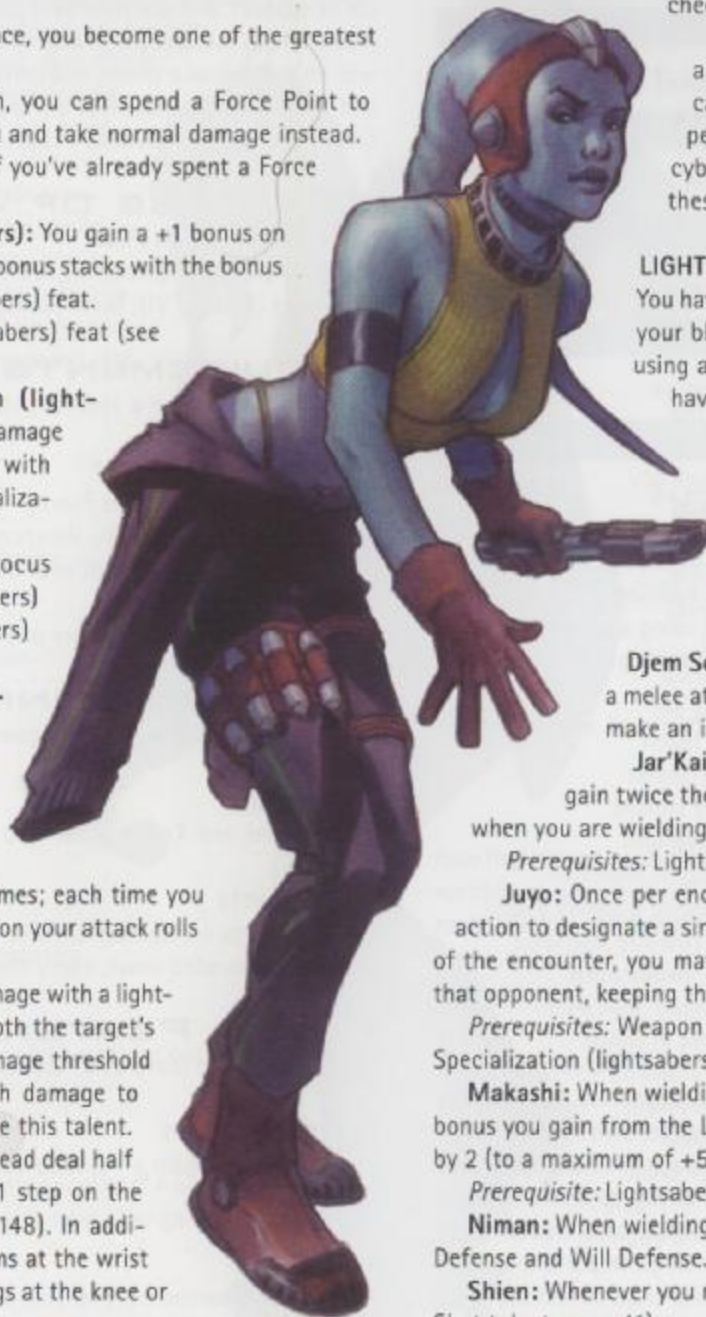 ce, you become one of the greatest
, you can spend a Force Point to
and take normal damage instead.
f you've already spent a Force
rs): You gain a +1 bonus on
bonus stacks with the bonus
bers) feat.
abers) feat (see
(light-
amage
with
aliza-
ocus
ers)
ers)
mes; each time you
on your attack rolls
mage with a light-
oth the target's
mage threshold
h damage to
e this talent.
ead deal half
1 step on the
148). In addi-
ms at the wrist
gs at the knee or
chec
a
ca
pe
cyb
thes
LIGHT
You hav
your bl
using a
hav
Djem So
a melee at
make an i
Jar'Kai
gain twice the
when you are wielding
Prerequisites: Light
Juyo: Once per enc
action to designate a sin
of the encounter, you ma
that opponent, keeping th
Prerequisites: Weapon
Specialization (lightsabers
Makashi: When wieldi
bonus you gain from the L
by 2 (to a maximum of +5
Prerequisite: Lightsabe
Niman: When wielding
Defense and Will Defense.
Shien: Whenever you